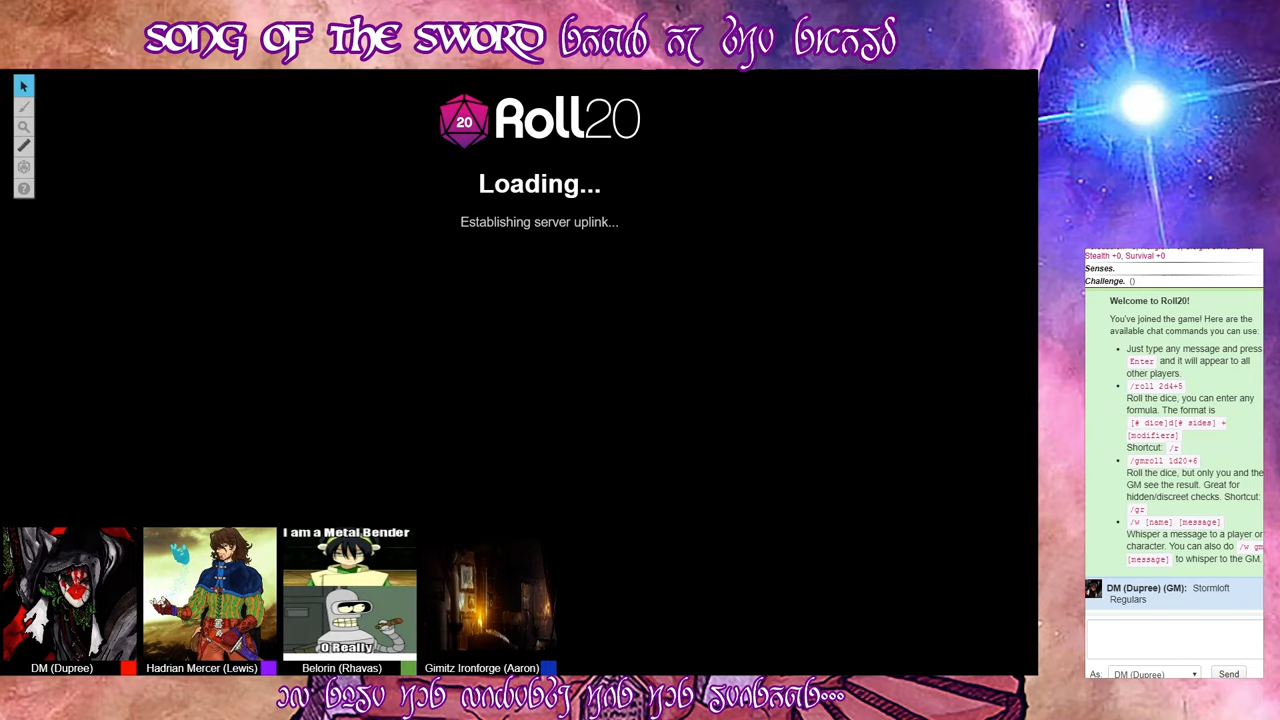 SONG OF THE SWORD
20
Roll20
Loading...
Establishing server uplink...
Stealth +0, Survival +0
Senses.
Challenge. ()
Welcome to Roll20!
You've joined the game! Here are the
available chat commands you can use:
• Just type any message and press
Enter and it will appear to all
other players.
• /roll 2d4+5
Roll the dice, you can enter any
formula. The format is
[# dice]d[# sides] +
[modifiers]
Shortcut: /r
• /gmroll 1d20+6
Roll the dice, but only you and the
GM see the result. Great for
hidden/discreet checks. Shortcut:
/gr
• /w [name] [message]
Whisper a message to a player or
character. You can also do /w gm
[message] to whisper to the GM.
DM (Dupree) (GM): Stormloft
Regulars
As: DM (Dupree) Send
I am a Metal Bender
O Really
DM (Dupree)
Hadrian Mercer (Lewis)
Belorin (Rhavas)
Gimitz Ironforge (Aaron)